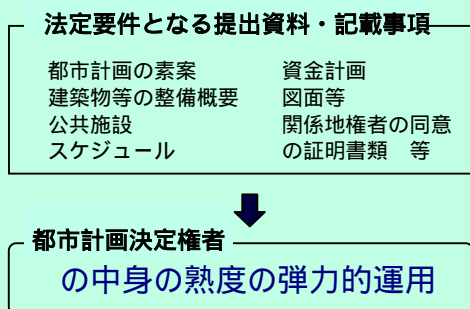 法定要件となる提出資料・記載事項
都市計画の素案
建築物等の整備概要
公共施設
スケジュール
資金計画
図面等
関係地権者の同意
の証明書類　等
都市計画決定権者
の中身の熟度の弾力的運用